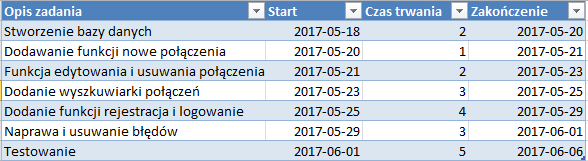 Opis zadania Start Czas trwania Zakończenie
Stworzenie bazy danych 2017-05-18 2 2017-05-20
Dodawanie funkcji nowe połączenia 2017-05-20 1 2017-05-21
Funkcja edytowania i usuwania połączenia 2017-05-21 2 2017-05-23
Dodanie wyszkuwiarki połączeń 2017-05-23 3 2017-05-25
Dodanie funkcji rejestracja i logowanie 2017-05-25 4 2017-05-29
Naprawa i usuwanie błędów 2017-05-29 3 2017-06-01
Testowanie 2017-06-01 5 2017-06-06